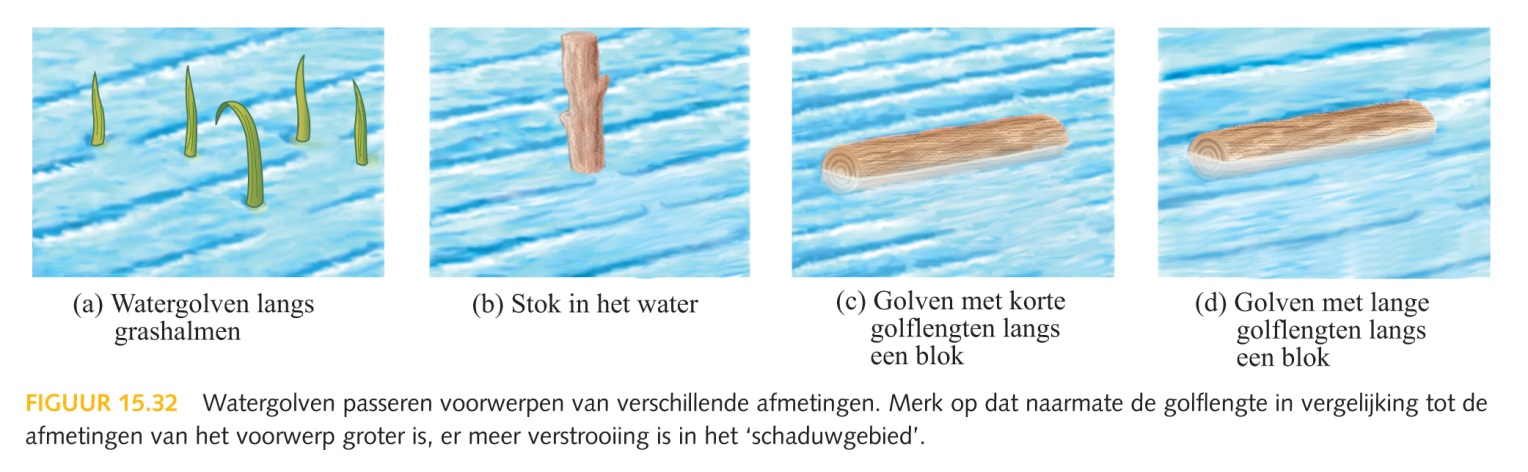 (a) Watergolven langs
grashalmen
(b) Stok in het water
(c) Golven met korte
golflengten langs
een blok
(d) Golven met lange
golflengten langs
een blok
FIGUUR 15.32 Watergolven passeren voorwerpen van verschillende afmetingen. Merk op dat naarmate de golflengte in vergelijking tot de
afmetingen van het voorwerp groter is, er meer verstrooiing is in het ‘schaduwgebied’.